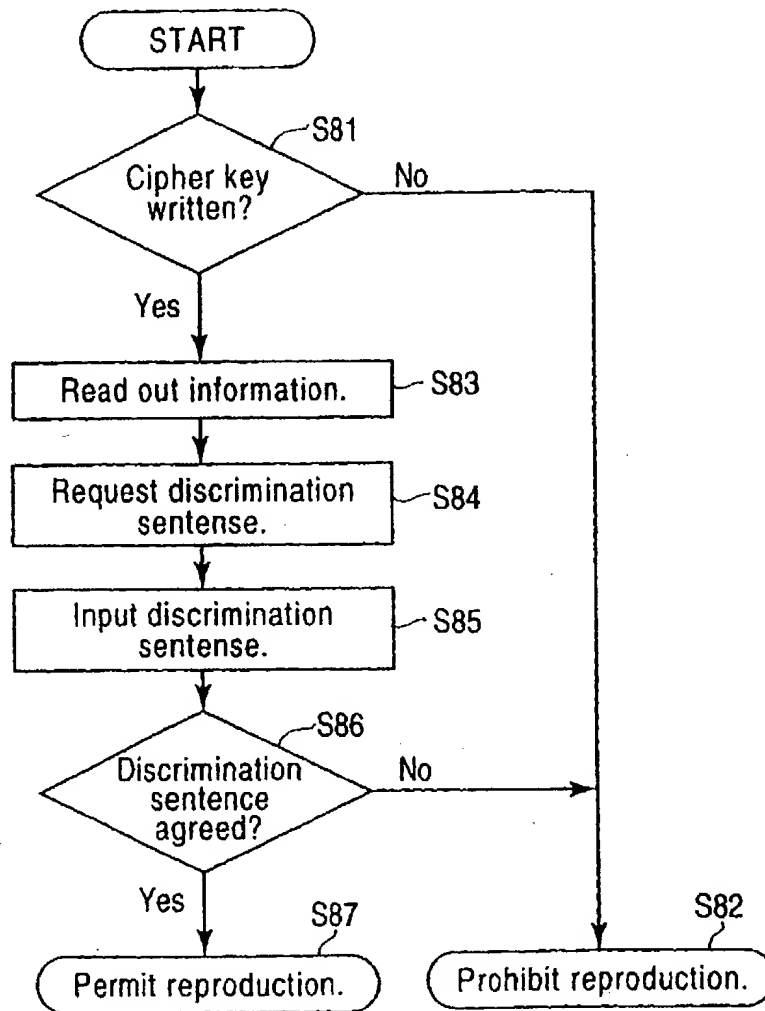 START
S81
Cipher key
written?
No
Yes
Read out information.
S83
Request discrimination
sentense.
S84
Input discrimination
sentense.
S85
S86
Discrimination
sentence
agreed?
No
Yes
S87
Permit reproduction.
S82
Prohibit reproduction.